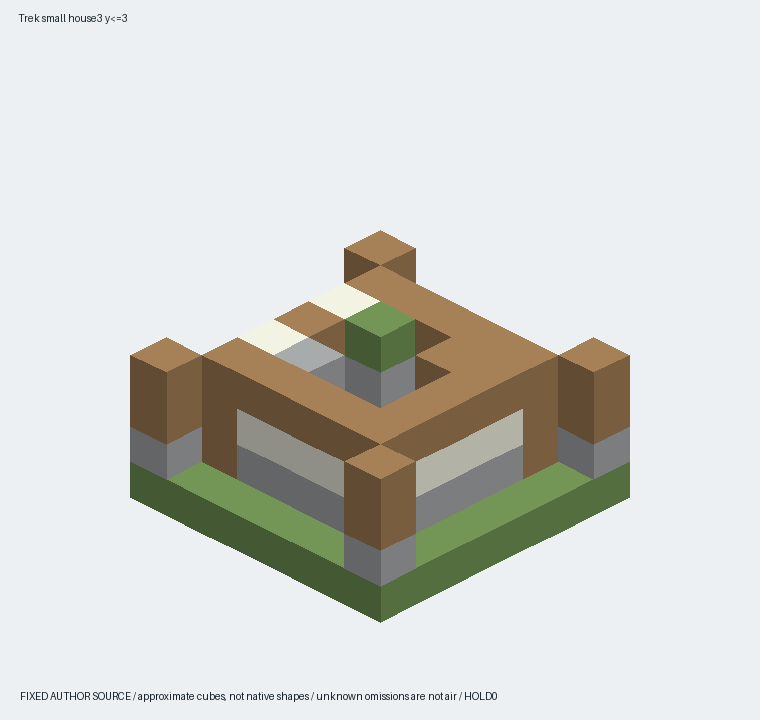 Trek small house3 y<=3
FIXED AUTHOR SOURCE / approximate cubes, not native shapes / unknown omissions are not air / HOLD0